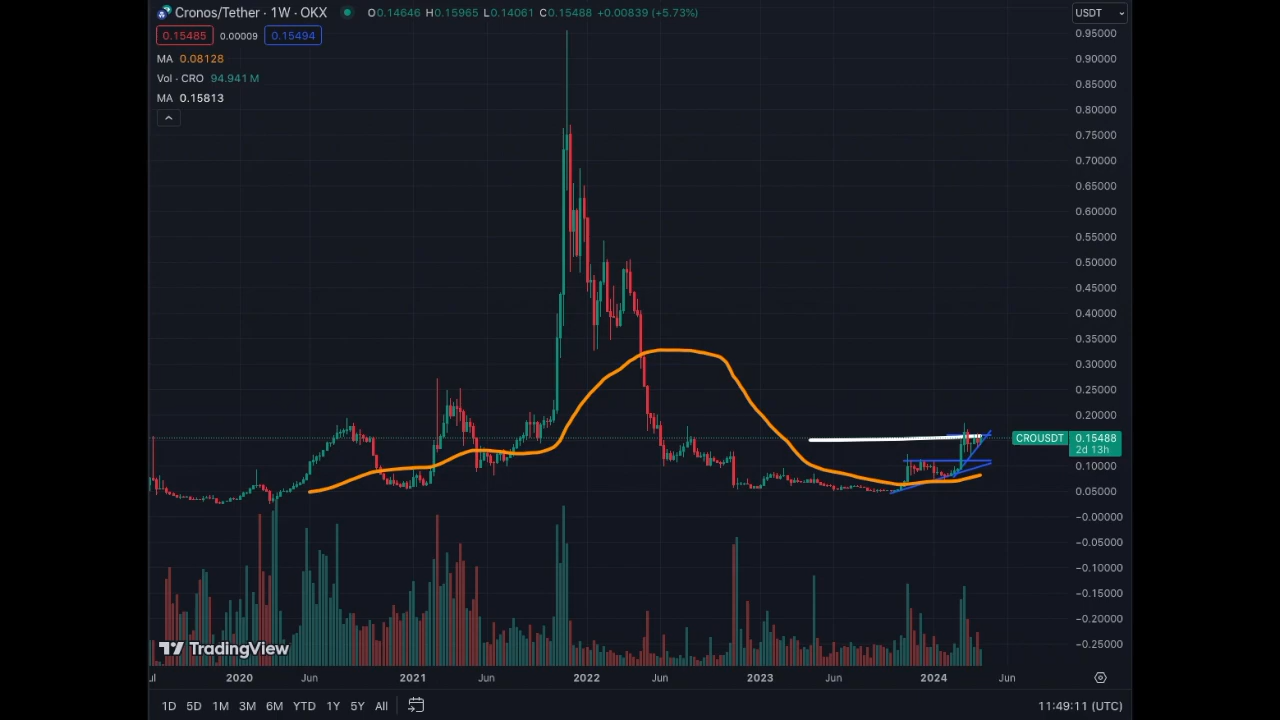 Cronos/Tether · 1W · OKX O0.14646 H0.15965 L0.14061 C0.15488 +0.00839 (+5.73%)
0.15485 0.00009 0.15494
MA 0.08128
Vol · CRO 94.941 M
MA 0.15813
USDT
0.95000
0.90000
0.85000
0.80000
0.75000
0.70000
0.65000
0.60000
0.55000
0.50000
0.45000
0.40000
0.35000
0.30000
0.25000
0.20000
CROUSDT 0.15488
2d 13h
0.10000
0.05000
−0.00000
−0.05000
−0.10000
−0.15000
−0.20000
−0.25000
TradingView
ul 2020 Jun 2021 Jun 2022 Jun 2023 Jun 2024 Jun
1D 5D 1M 3M 6M YTD 1Y 5Y All 11:49:11 (UTC)